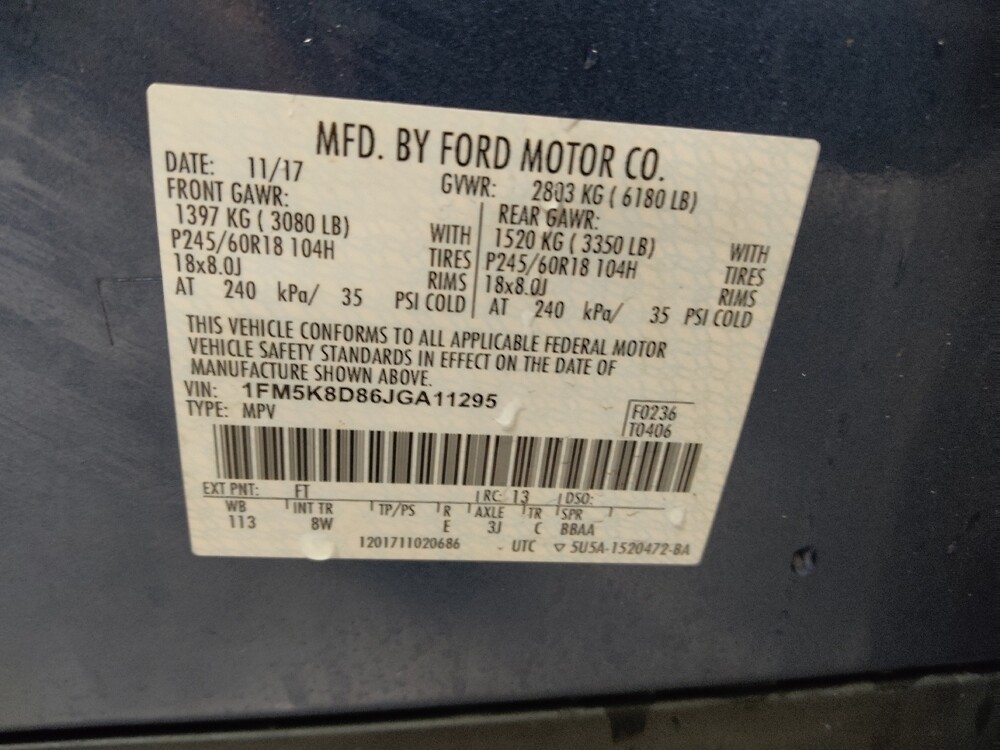 MFD. BY FORD MOTOR CO.
DATE: 11/17 GVWR: 2803 KG ( 6180 LB)
FRONT GAWR: REAR GAWR:
1397 KG ( 3080 LB) WITH 1520 KG ( 3350 LB) WITH
P245/60R18 104H TIRES P245/60R18 104H TIRES
18x8.0J RIMS 18x8.0J RIMS
AT 240 kPa/ 35 PSI COLD AT 240 kPa/ 35 PSI COLD
THIS VEHICLE CONFORMS TO ALL APPLICABLE FEDERAL MOTOR
VEHICLE SAFETY STANDARDS IN EFFECT ON THE DATE OF
MANUFACTURE SHOWN ABOVE.
VIN: 1FM5K8D86JGA11295
TYPE: MPV F0236
T0406
EXT PNT: FT RC: 13 DSO:
WB INT TR TP/PS R AXLE TR SPR
113 8W E 3J C BBAA
1201711020686 UTC ▽ 5U5A-1520472-BA